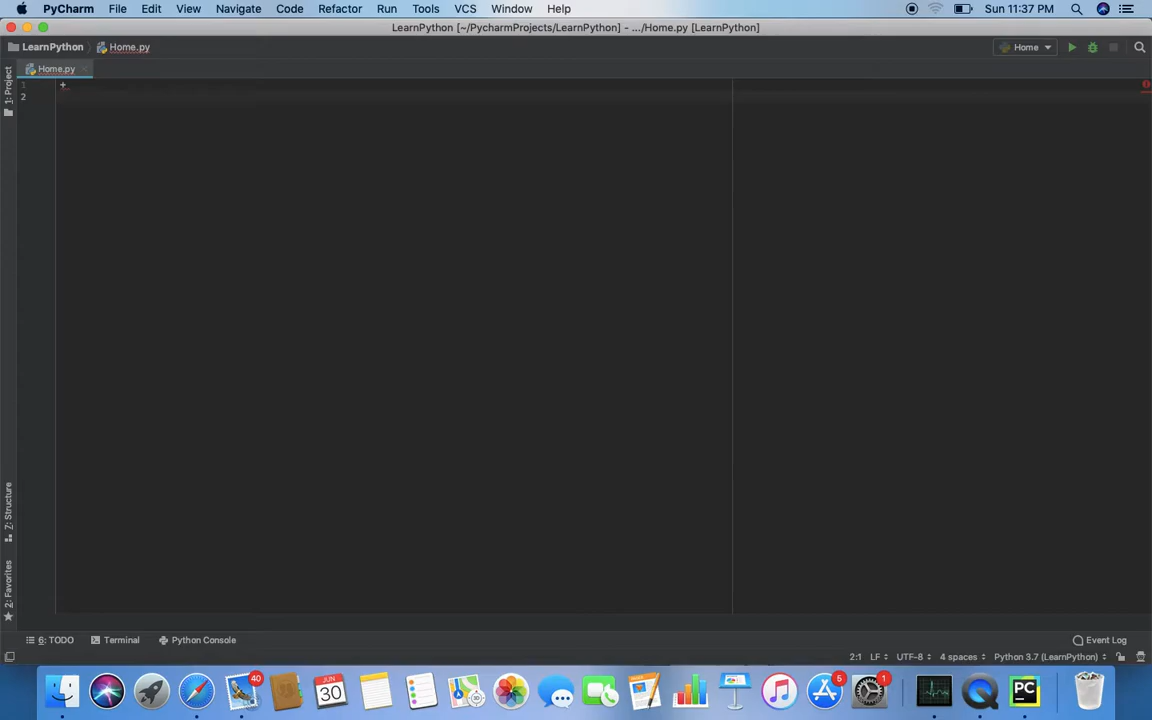 PyCharm File Edit View Navigate Code Refactor Run Tools VCS Window Help Sun 11:37 PM
LearnPython [~/PycharmProjects/LearnPython] - .../Home.py [LearnPython]
LearnPython Home.py Home
Home.py
1: Project
1 +
2
7: Structure
2: Favorites
6: TODO Terminal Python Console Event Log
2:1 LF UTF-8 4 spaces Python 3.7 (LearnPython)
40 JUN 30 5 1 PC